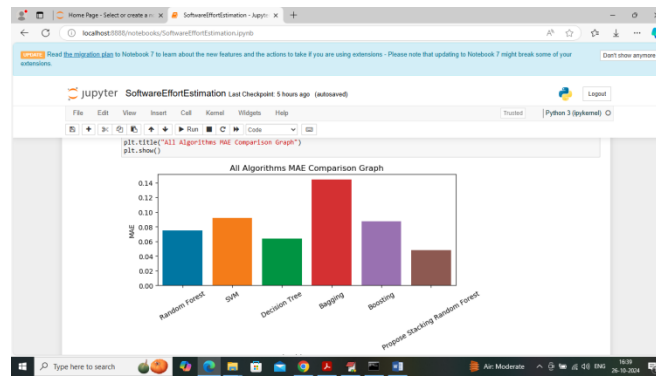 Home Page - Select or create a n
SoftwareEffortEstimation - Jupyte
localhost:8888/notebooks/SoftwareEffortEstimation.ipynb
UPDATE Read the migration plan to Notebook 7 to learn about the new features and the actions to take if you are using extensions - Please note that updating to Notebook 7 might break some of your
extensions.
Don't show anymore
jupyter SoftwareEffortEstimation Last Checkpoint: 5 hours ago (autosaved)
Logout
File Edit View Insert Cell Kernel Widgets Help
Trusted
Python 3 (ipykernel)
Run
Code
plt.title("All Algorithms MAE Comparison Graph")
plt.show()
All Algorithms MAE Comparison Graph
0.14
0.12
0.10
0.08
0.06
0.04
0.02
0.00
MAE
Random Forest
SVM
Decision Tree
Bagging
Boosting
Propose Stacking Random Forest
Type here to search
Air: Moderate
ENG
16:39
26-10-2024